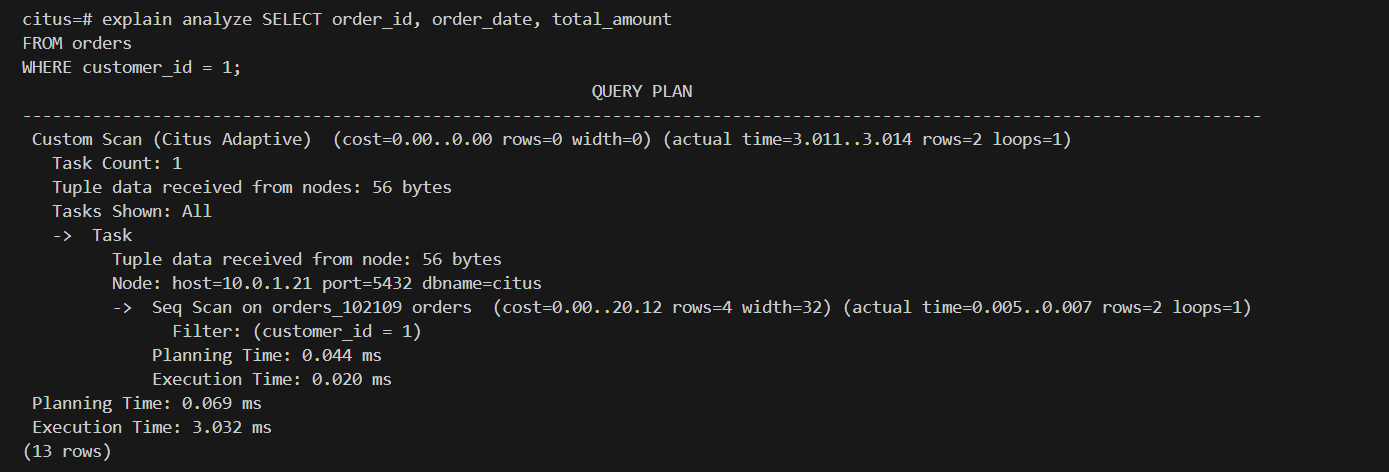 citus=# explain analyze SELECT order_id, order_date, total_amount
FROM orders
WHERE customer_id = 1;
QUERY PLAN
----------------------------------------------------------------------------------------------------------------------------
Custom Scan (Citus Adaptive)  (cost=0.00..0.00 rows=0 width=0) (actual time=3.011..3.014 rows=2 loops=1)
Task Count: 1
Tuple data received from nodes: 56 bytes
Tasks Shown: All
->  Task
Tuple data received from node: 56 bytes
Node: host=10.0.1.21 port=5432 dbname=citus
->  Seq Scan on orders_102109 orders  (cost=0.00..20.12 rows=4 width=32) (actual time=0.005..0.007 rows=2 loops=1)
Filter: (customer_id = 1)
Planning Time: 0.044 ms
Execution Time: 0.020 ms
Planning Time: 0.069 ms
Execution Time: 3.032 ms
(13 rows)